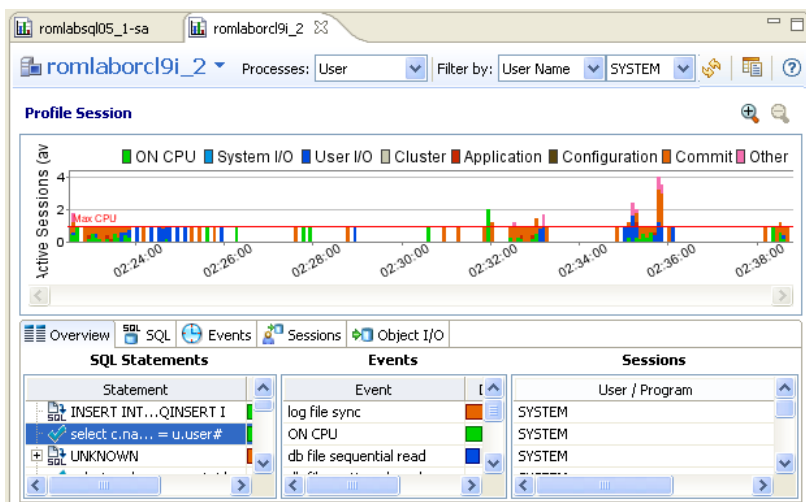 romlabsql05_1-sa romlaborcl9i_2
romlaborcl9i_2 Processes: User Filter by: User Name SYSTEM
Profile Session
ON CPU System I/O User I/O Cluster Application Configuration Commit Other
Active Sessions (av
4
2
0
Max CPU
02:24:00 02:26:00 02:28:00 02:30:00 02:32:00 02:34:00 02:36:00 02:38:00
Overview SQL Events Sessions Object I/O
SQL Statements Events Sessions
Statement Event User / Program
INSERT INT...QINSERT I log file sync SYSTEM
select c.na... = u.user# ON CPU SYSTEM
UNKNOWN db file sequential read SYSTEM